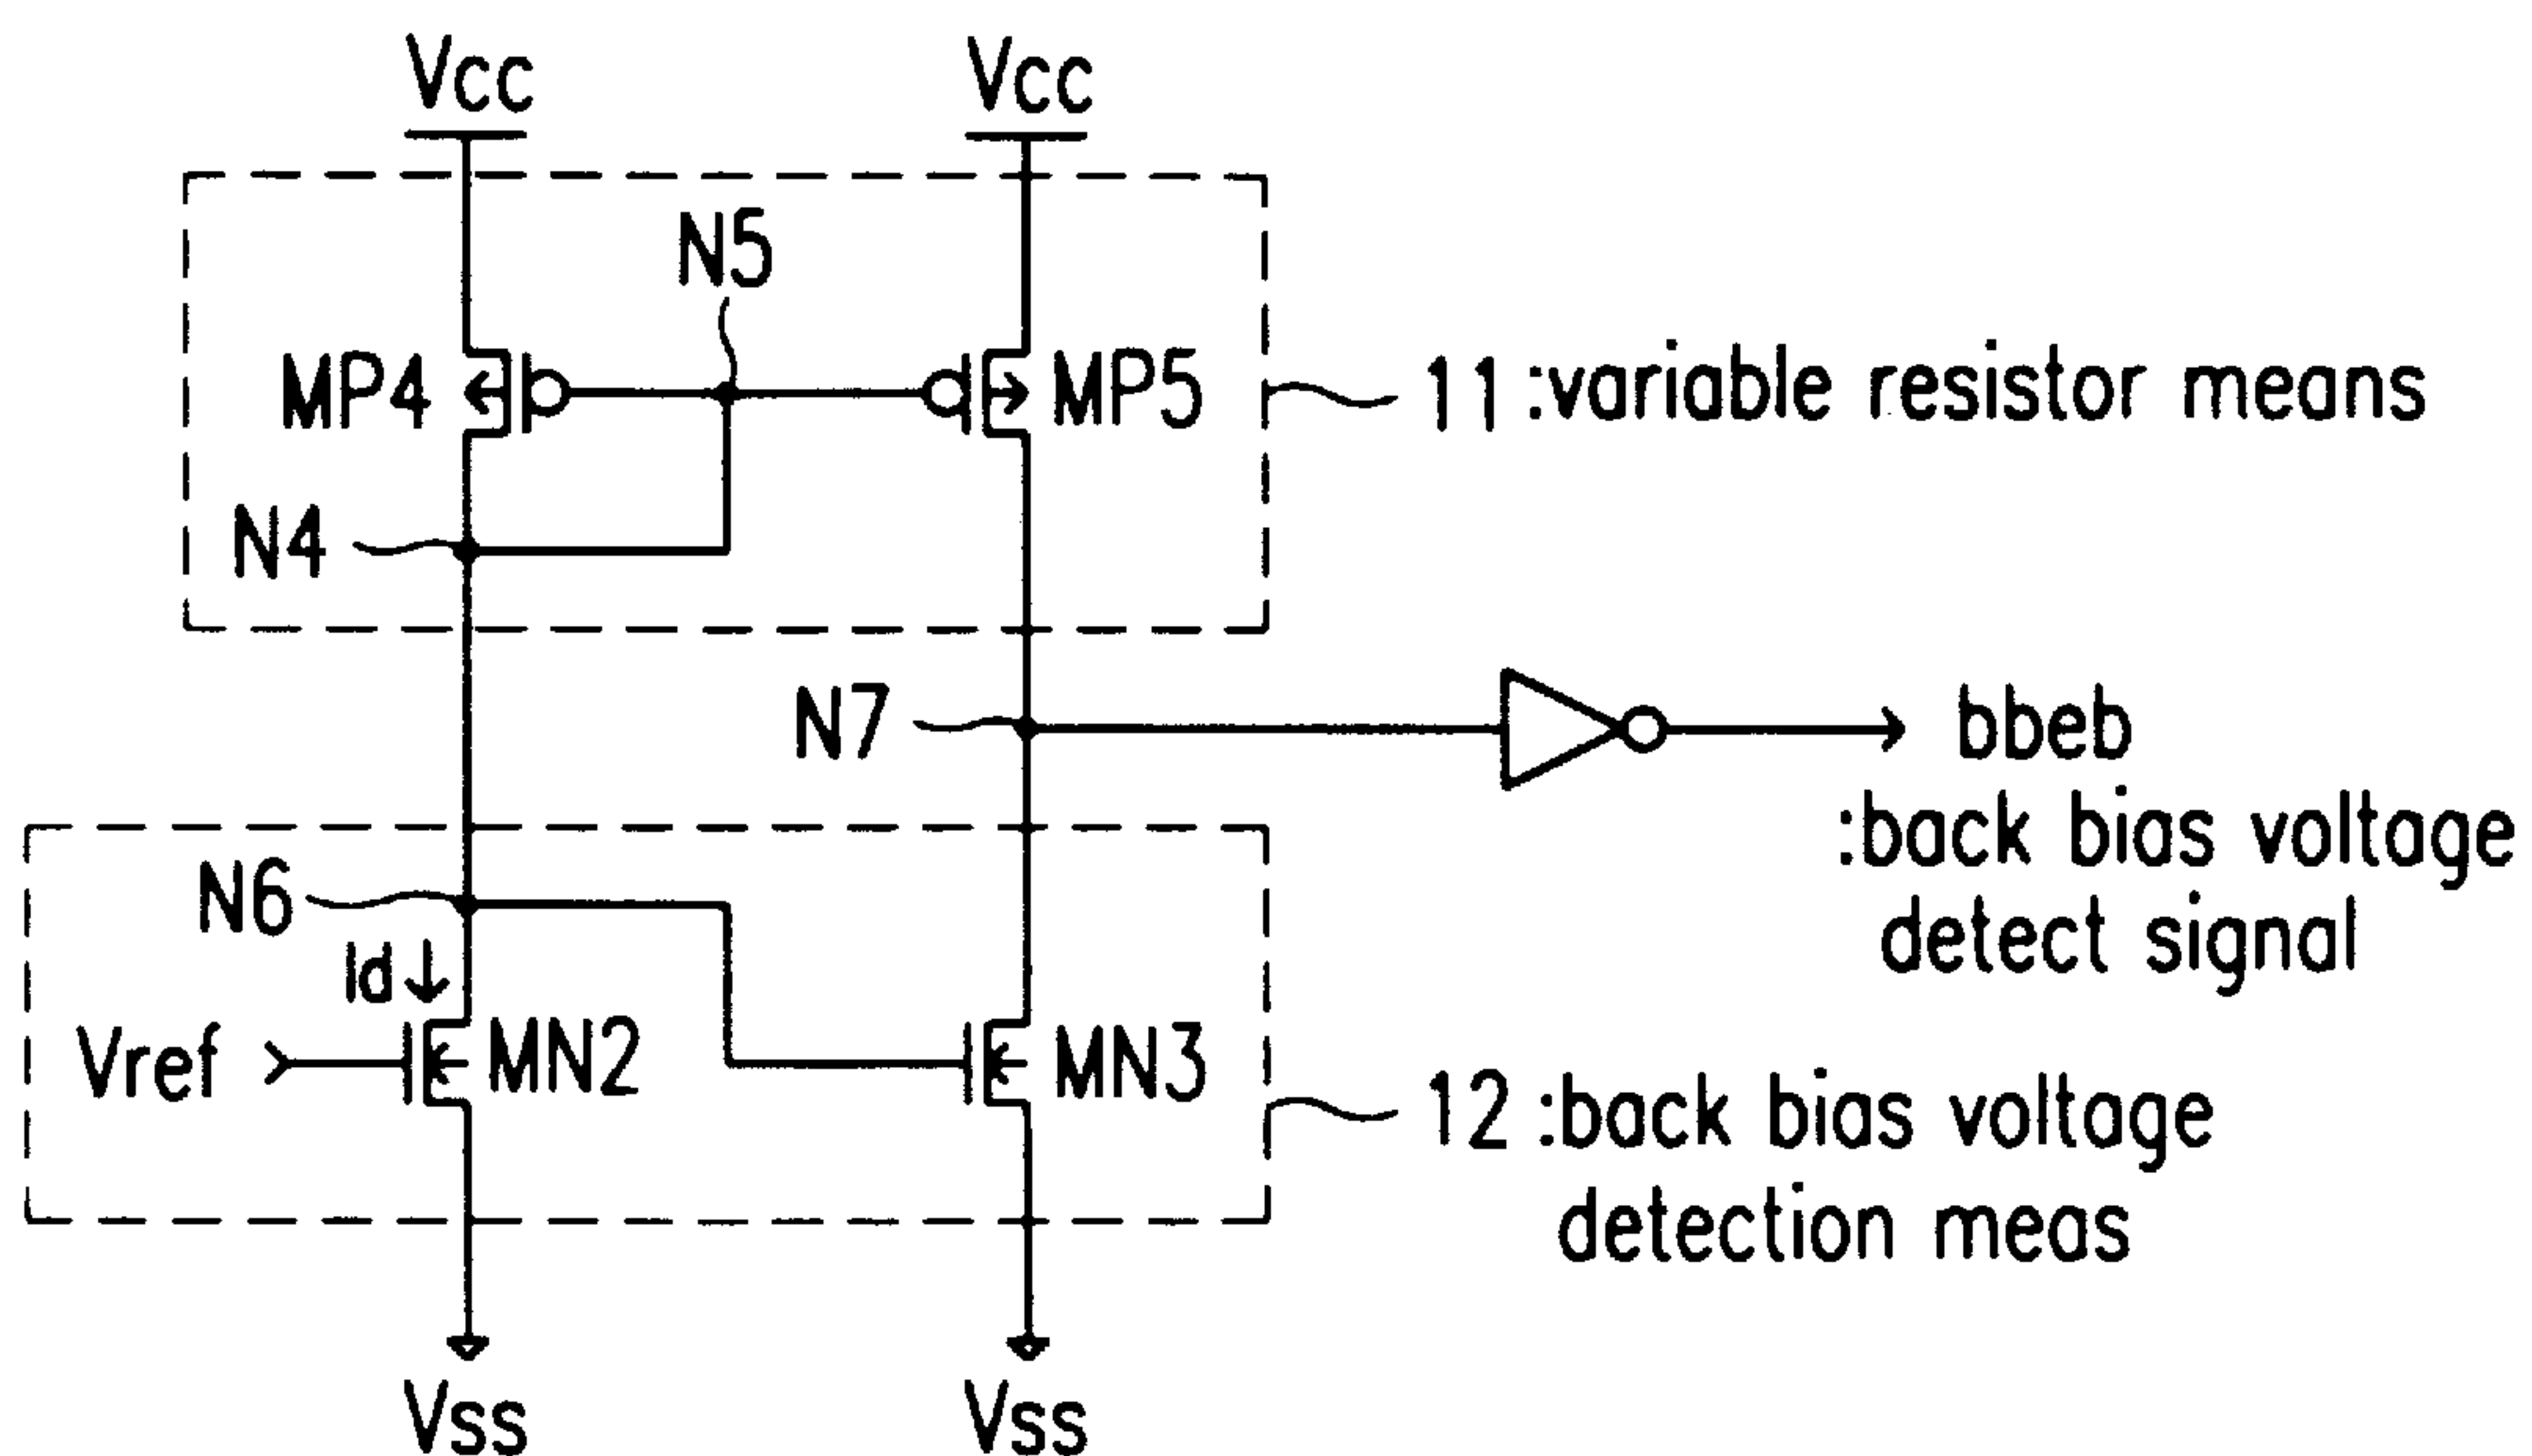 Vcc
Vcc
N5
MP4
MP5
11 :variable resistor means
N4
N7
bbeb
:back bias voltage
detect signal
N6
Id
Vref
MN2
MN3
12 :back bias voltage
detection meas
Vss
Vss